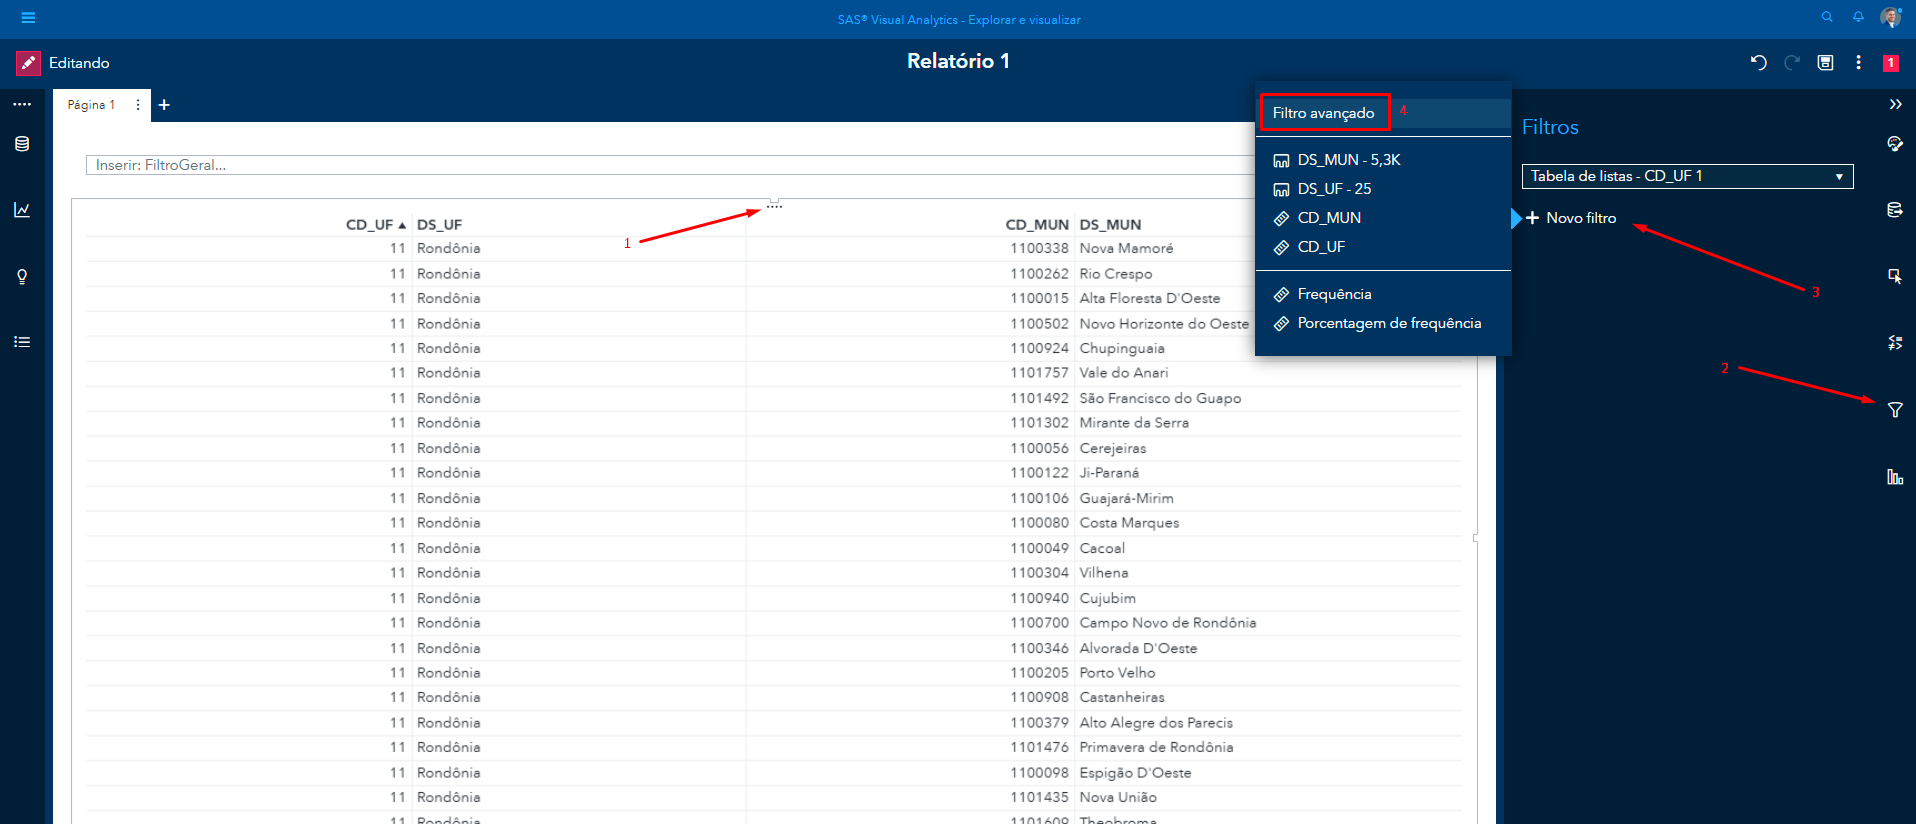 SAS® Visual Analytics - Explorar e visualizar
Editando
Relatório 1
1
Página 1
Filtro avançado
4
Filtros
Inserir: FiltroGeral...
DS_MUN - 5,3K
DS_UF - 25
CD_MUN
CD_UF
Frequência
Porcentagem de frequência
Tabela de listas - CD_UF 1
Novo filtro
1
3
2
CD_UF DS_UF CD_MUN DS_MUN
11 Rondônia 1100338 Nova Mamoré
11 Rondônia 1100262 Rio Crespo
11 Rondônia 1100015 Alta Floresta D'Oeste
11 Rondônia 1100502 Novo Horizonte do Oeste
11 Rondônia 1100924 Chupinguaia
11 Rondônia 1101757 Vale do Anari
11 Rondônia 1101492 São Francisco do Guapo
11 Rondônia 1101302 Mirante da Serra
11 Rondônia 1100056 Cerejeiras
11 Rondônia 1100122 Ji-Paraná
11 Rondônia 1100106 Guajará-Mirim
11 Rondônia 1100080 Costa Marques
11 Rondônia 1100049 Cacoal
11 Rondônia 1100304 Vilhena
11 Rondônia 1100940 Cujubim
11 Rondônia 1100700 Campo Novo de Rondônia
11 Rondônia 1100346 Alvorada D'Oeste
11 Rondônia 1100205 Porto Velho
11 Rondônia 1100908 Castanheiras
11 Rondônia 1100379 Alto Alegre dos Parecis
11 Rondônia 1101476 Primavera de Rondônia
11 Rondônia 1100098 Espigão D'Oeste
11 Rondônia 1101435 Nova União
11 Rondônia 1101609 Theobroma